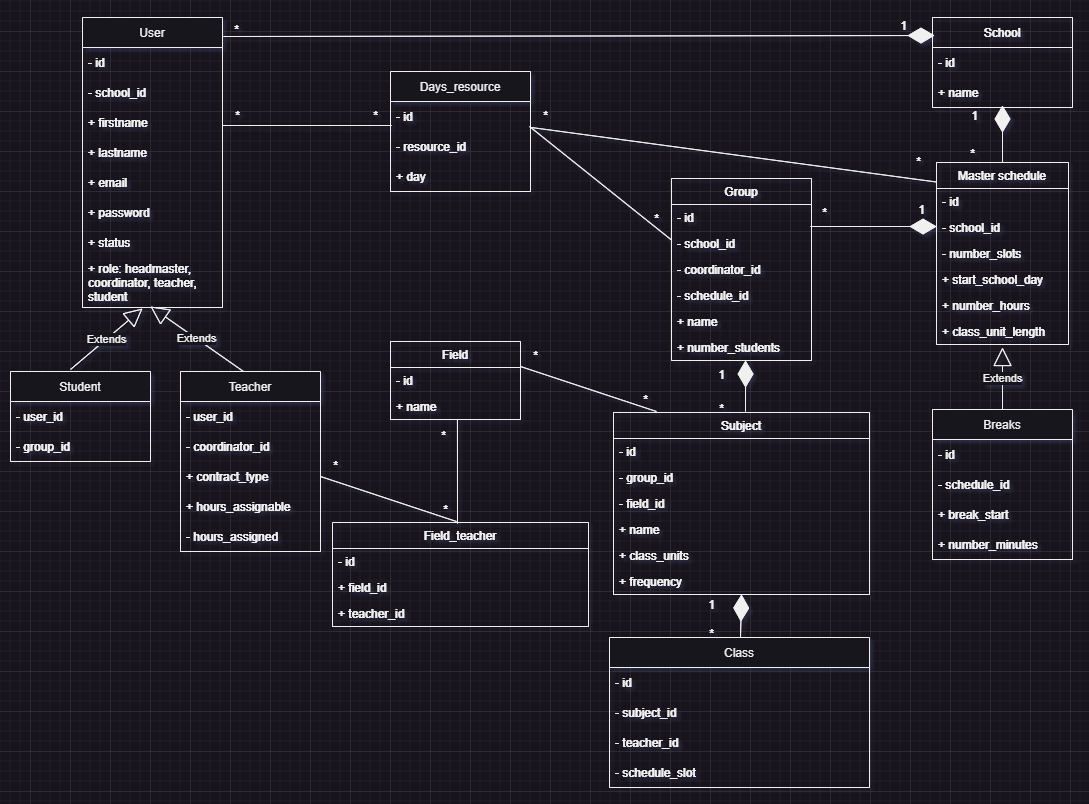 User
- id
- school_id
+ firstname
+ lastname
+ email
+ password
+ status
+ role: headmaster,
coordinator, teacher,
student
*
1
School
- id
+ name
*
*
Days_resource
- id
- resource_id
+ day
*
*
*
1
*
Master schedule
- id
- school_id
- number_slots
+ start_school_day
+ number_hours
+ class_unit_length
*
1
Group
- id
- school_id
- coordinator_id
- schedule_id
+ name
+ number_students
Extends
Extends
Extends
Student
- user_id
- group_id
Teacher
- user_id
- coordinator_id
+ contract_type
+ hours_assignable
- hours_assigned
Field
- id
+ name
*
*
1
*
*
*
*
Field_teacher
- id
+ field_id
+ teacher_id
Subject
- id
- group_id
- field_id
+ name
+ class_units
+ frequency
Breaks
- id
- schedule_id
+ break_start
+ number_minutes
1
*
Class
- id
- subject_id
- teacher_id
- schedule_slot